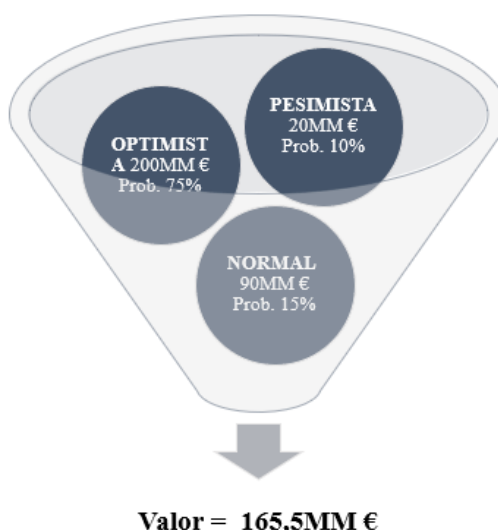 PESIMISTA
20MM €
Prob. 10%
OPTIMIST
A 200MM €
Prob. 75%
NORMAL
90MM €
Prob. 15%
Valor = 165,5MM €